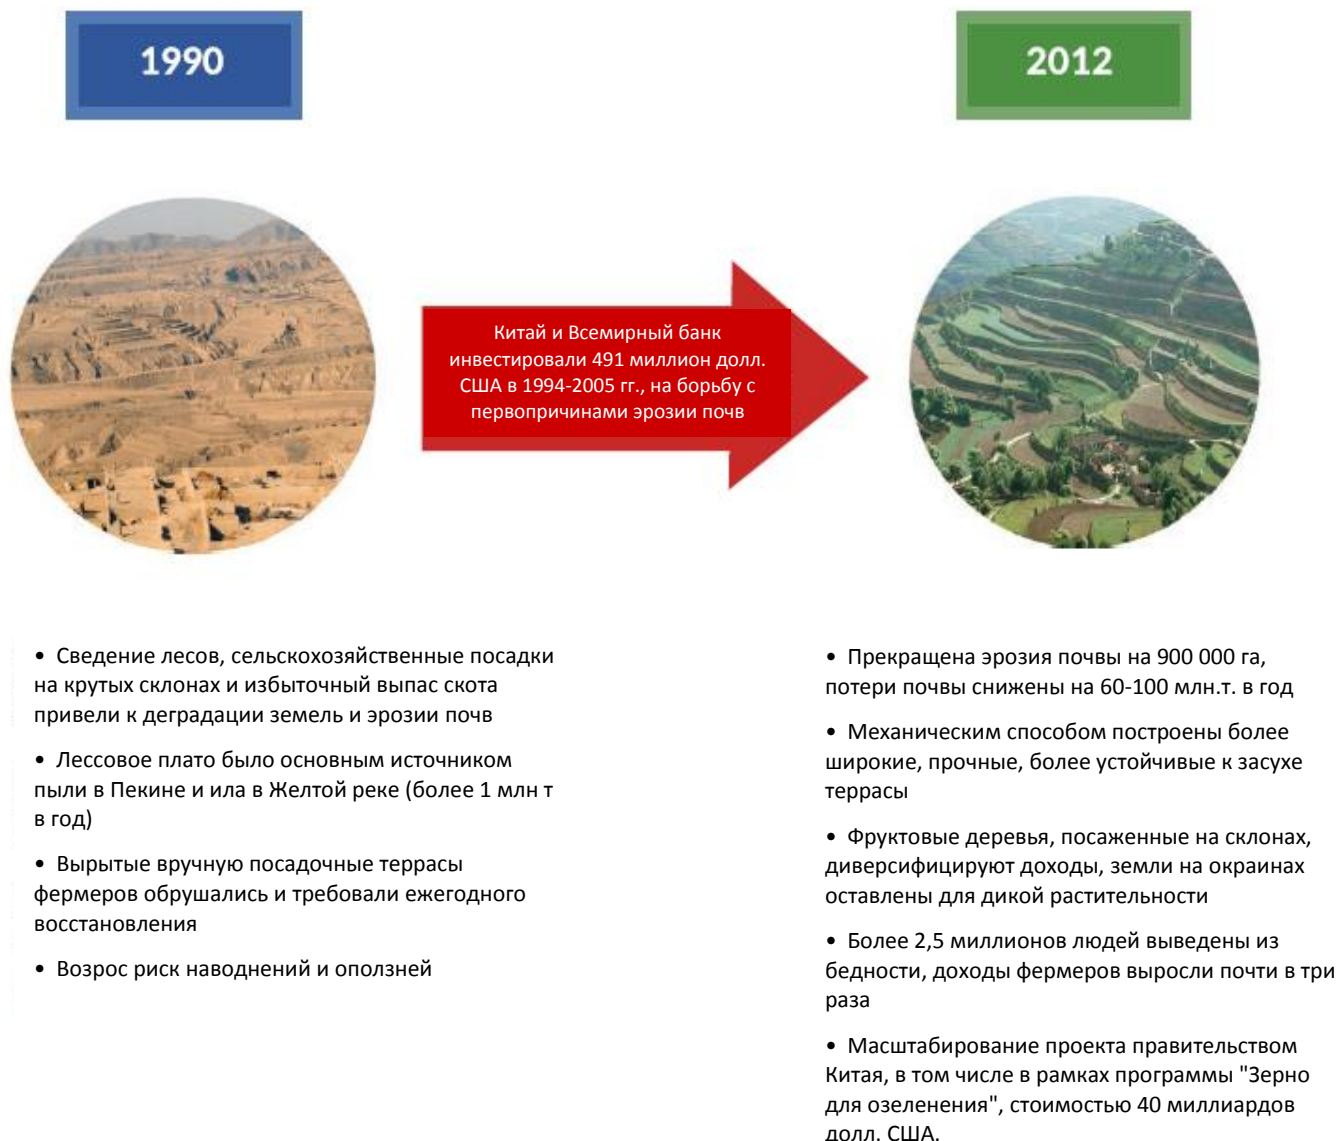 1990
2012
Китай и Всемирный банк
инвестировали 491 миллион долл.
США в 1994-2005 гг., на борьбу с
первопричинами эрозии почв
• Сведение лесов, сельскохозяйственные посадки
на крутых склонах и избыточный выпас скота
привели к деградации земель и эрозии почв
• Лессовое плато было основным источником
пыли в Пекине и ила в Желтой реке (более 1 млн т
в год)
• Вырытые вручную посадочные террасы
фермеров обрушались и требовали ежегодного
восстановления
• Возрос риск наводнений и оползней
• Прекращена эрозия почвы на 900 000 га,
потери почвы снижены на 60-100 млн.т. в год
• Механическим способом построены более
широкие, прочные, более устойчивые к засухе
террасы
• Фруктовые деревья, посаженные на склонах,
диверсифицируют доходы, земли на окраинах
оставлены для дикой растительности
• Более 2,5 миллионов людей выведены из
бедности, доходы фермеров выросли почти в три
раза
• Масштабирование проекта правительством
Китая, в том числе в рамках программы "Зерно
для озеленения", стоимостью 40 миллиардов
долл. США.